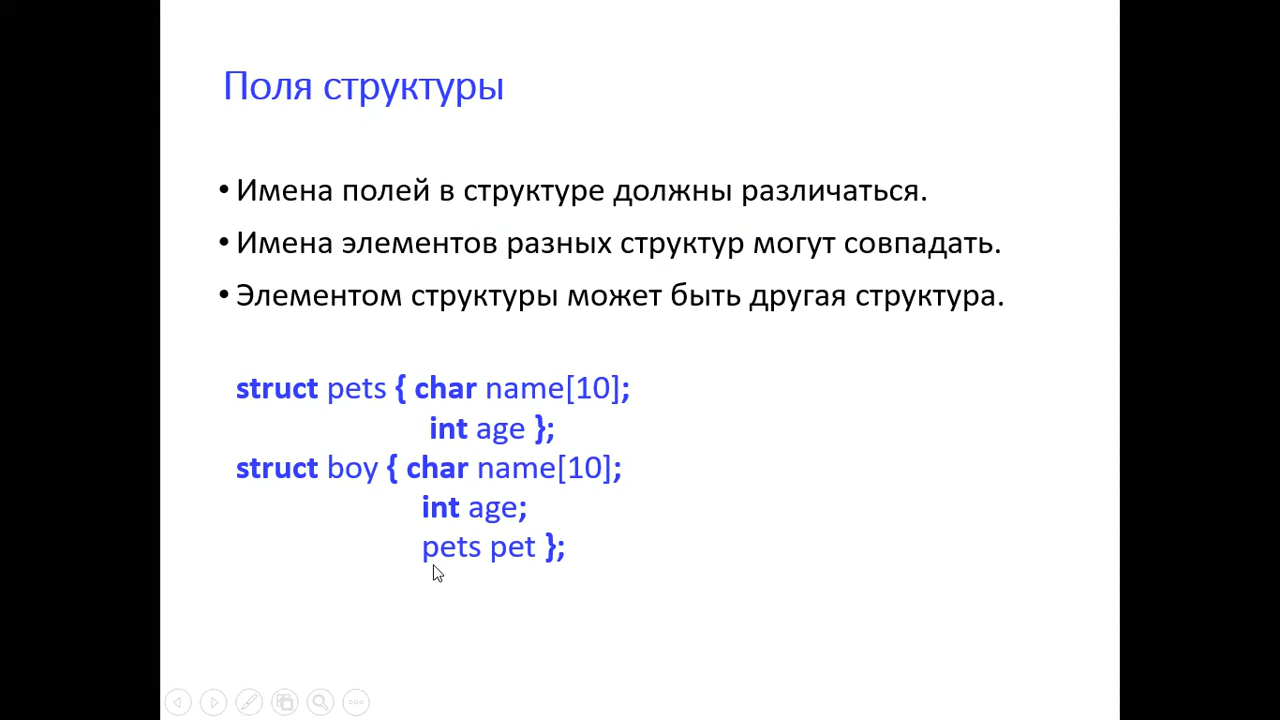 Поля структуры
• Имена полей в структуре должны различаться.
• Имена элементов разных структур могут совпадать.
• Элементом структуры может быть другая структура.
struct pets { char name[10];
int age };
struct boy { char name[10];
int age;
pets pet };